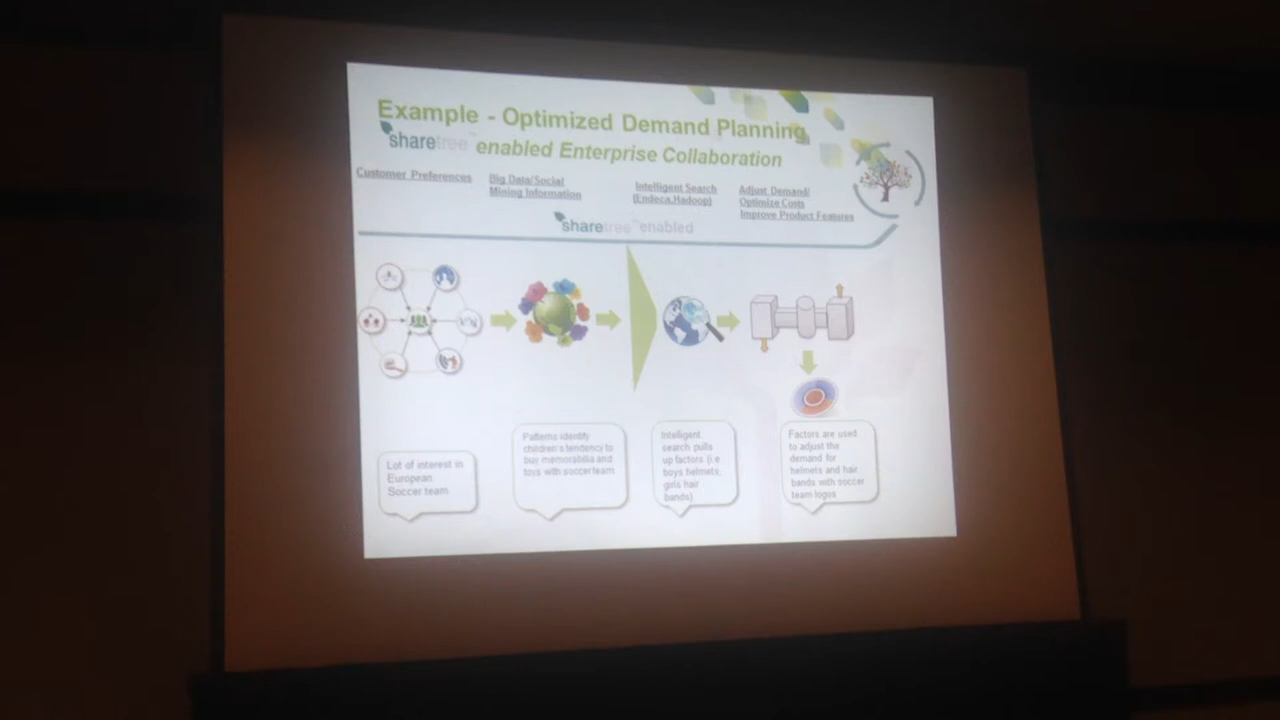 Example - Optimized Demand Planning
sharetree™ enabled Enterprise Collaboration
Customer Preferences
Big Data/Social
Mining Information
Intelligent Search
(Endeca,Hadoop)
Adjust Demand/
Optimize Costs
Improve Product Features
sharetree™enabled
Lot of interest in
European
Soccer team
Patterns identify
children's tendency to
buy memorabilia and
toys with soccer team
Intelligent
search pulls
up factors (i.e
boys helmets,
girls hair
bands)
Factors are used
to adjust the
demand for
helmets and hair
bands with soccer
team logos